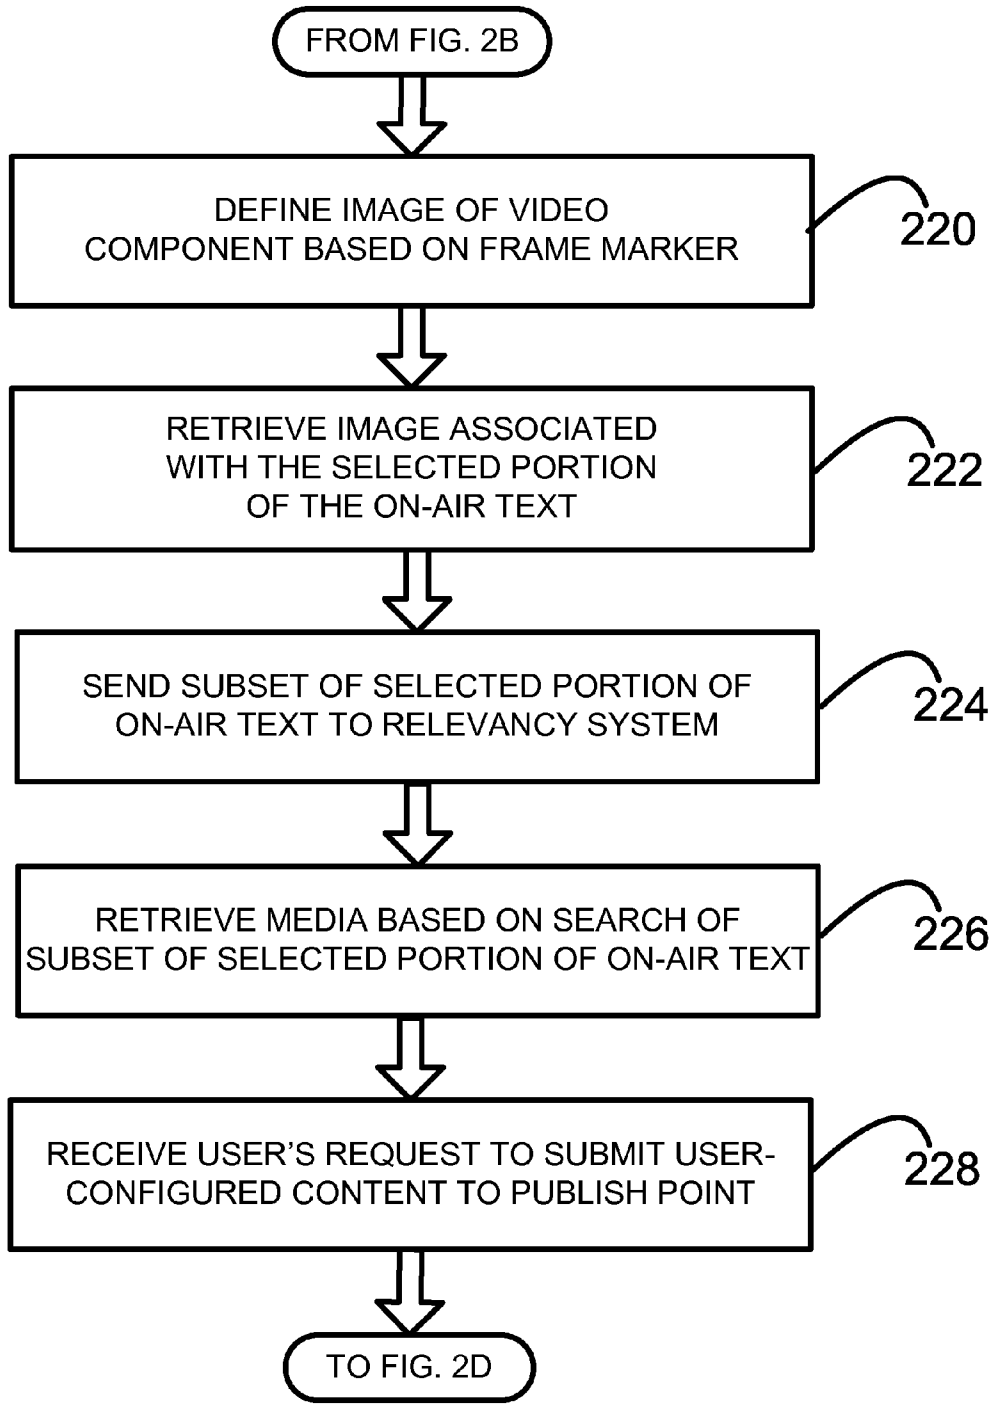 FROM FIG. 2B
DEFINE IMAGE OF VIDEO
COMPONENT BASED ON FRAME MARKER
220
RETRIEVE IMAGE ASSOCIATED
WITH THE SELECTED PORTION
OF THE ON-AIR TEXT
222
SEND SUBSET OF SELECTED PORTION OF
ON-AIR TEXT TO RELEVANCY SYSTEM
224
RETRIEVE MEDIA BASED ON SEARCH OF
SUBSET OF SELECTED PORTION OF ON-AIR TEXT
226
RECEIVE USER’S REQUEST TO SUBMIT USER-
CONFIGURED CONTENT TO PUBLISH POINT
228
TO FIG. 2D